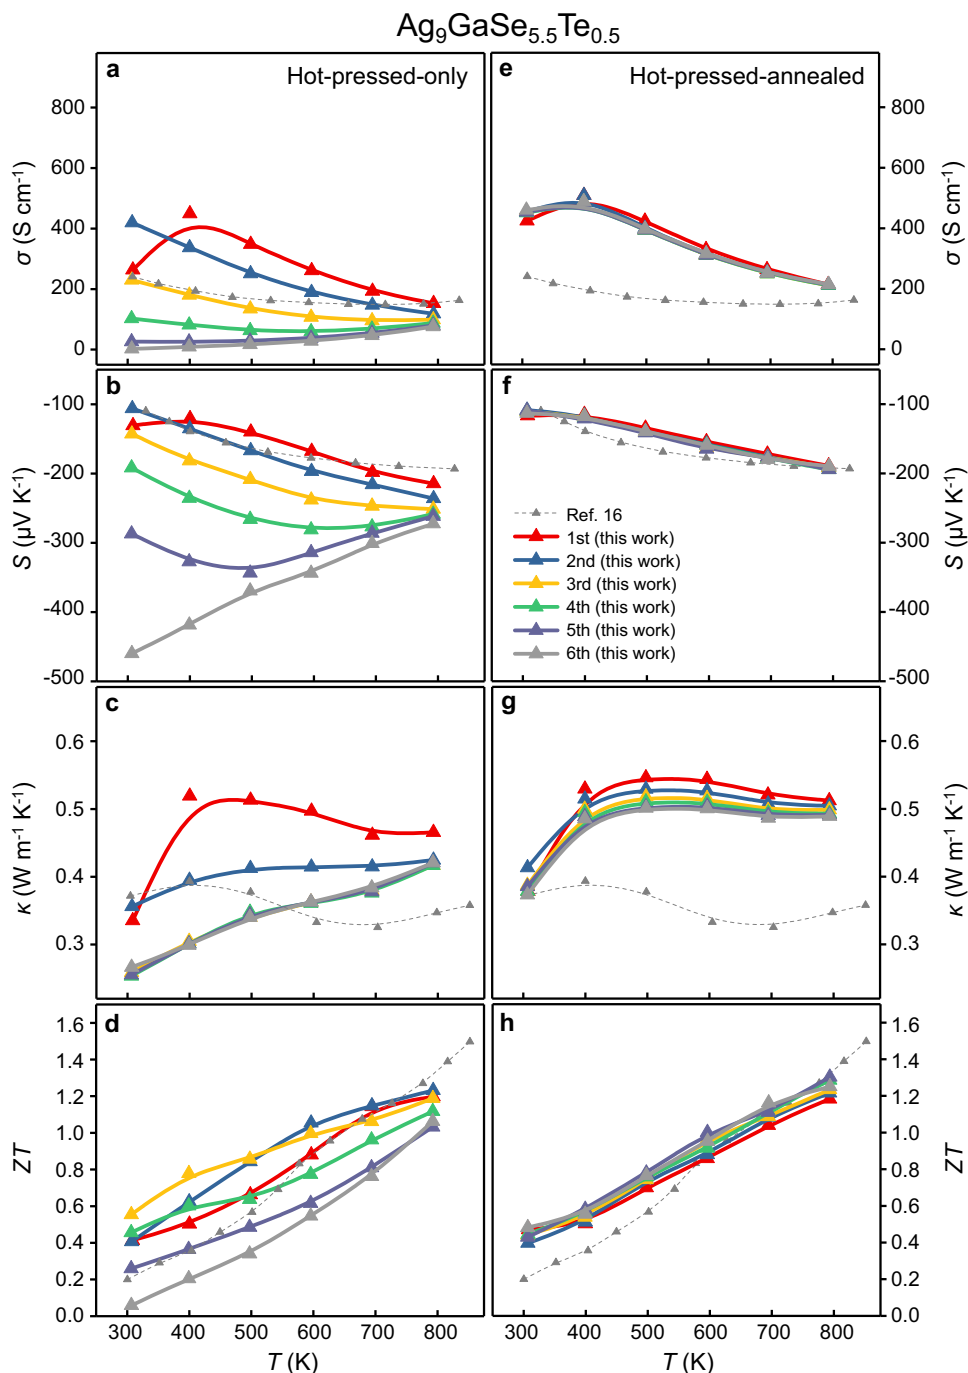 Ag9GaSe5.5Te0.5
a
Hot-pressed-only
e
Hot-pressed-annealed
800
600
400
200
0
σ (S cm-1)
800
600
400
200
0
σ (S cm-1)
b
f
-100
-200
-300
-400
-500
S (μV K-1)
Ref. 16
1st (this work)
2nd (this work)
3rd (this work)
4th (this work)
5th (this work)
6th (this work)
-100
-200
-300
-400
-500
S (μV K-1)
c
g
0.6
0.5
0.4
0.3
κ (W m-1 K-1)
0.6
0.5
0.4
0.3
κ (W m-1 K-1)
d
h
1.6
1.4
1.2
1.0
0.8
0.6
0.4
0.2
0.0
ZT
1.6
1.4
1.2
1.0
0.8
0.6
0.4
0.2
0.0
ZT
300 400 500 600 700 800
T (K)
300 400 500 600 700 800
T (K)